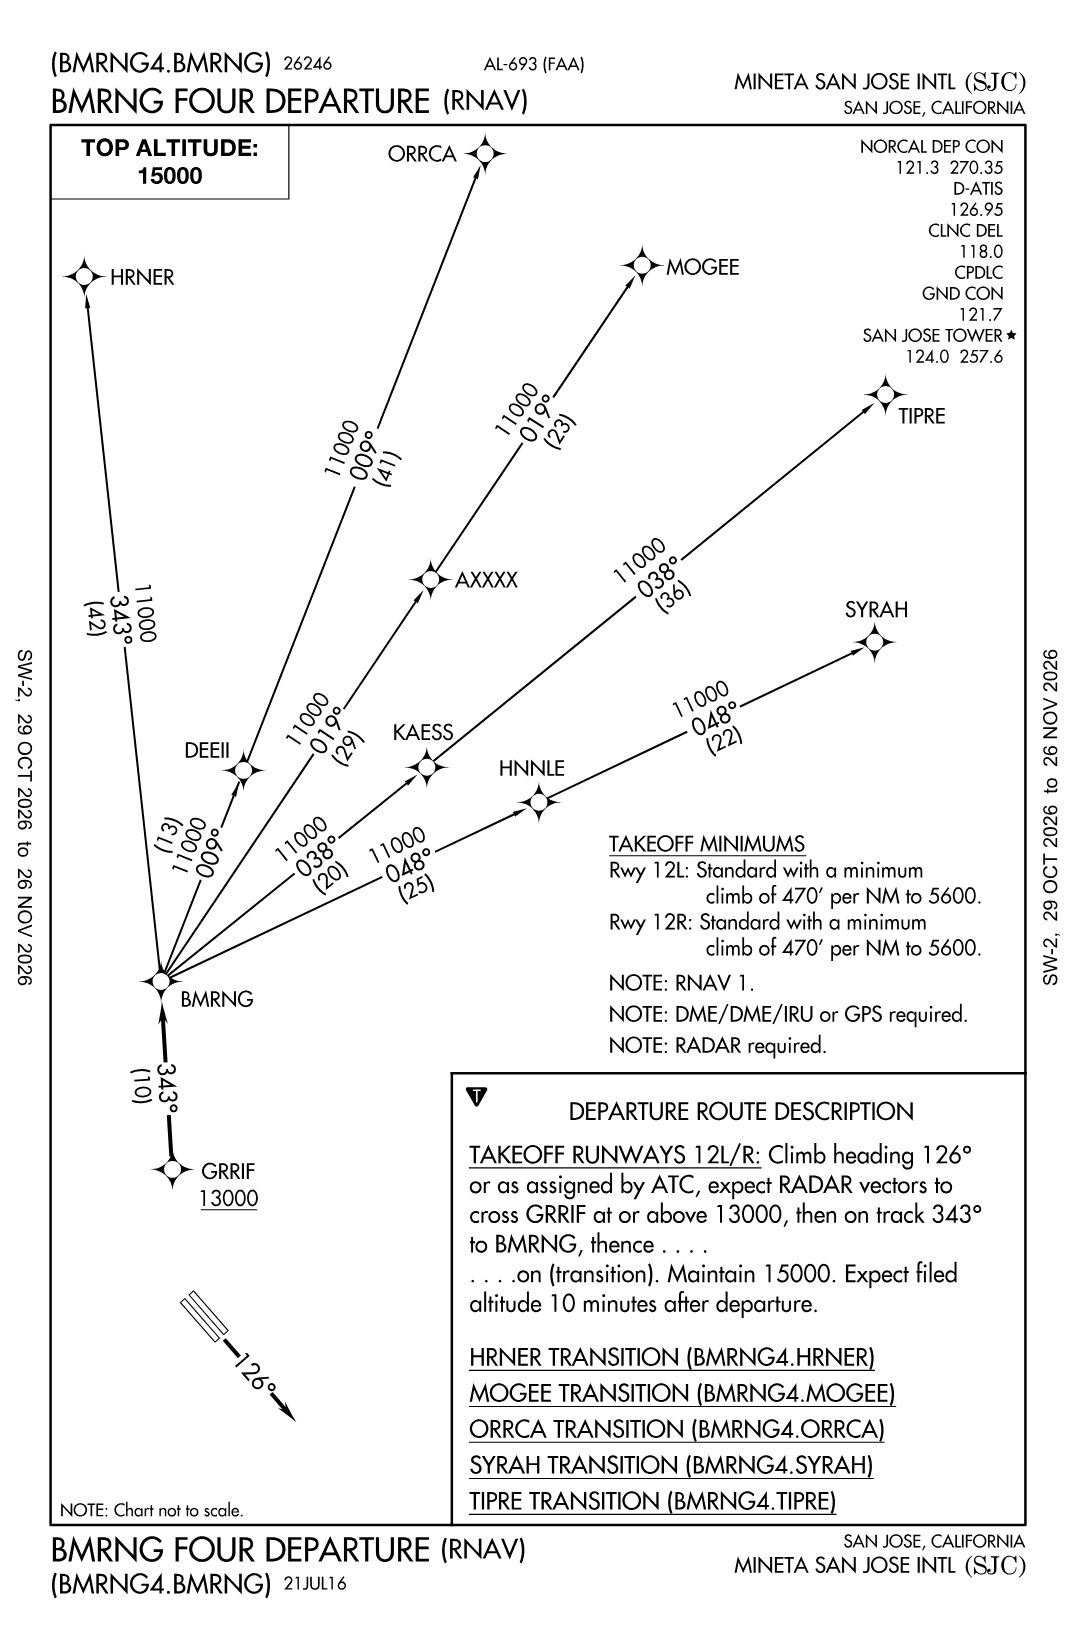 (BMRNG4.BMRNG) 26246
AL-693 (FAA)
BMRNG FOUR DEPARTURE (RNAV)
MINETA SAN JOSE INTL (SJC)
SAN JOSE, CALIFORNIA
TOP ALTITUDE:
15000
NORCAL DEP CON
121.3 270.35
D-ATIS
126.95
CLNC DEL
118.0
CPDLC
GND CON
121.7
SAN JOSE TOWER★
124.0 257.6
ORRCA
HRNER
MOGEE
TIPRE
11000
009°
(41)
11000
019°
(23)
11000
038°
(36)
11000
343°
(42)
AXXXX
SYRAH
11000
048°
(22)
11000
019°
(29)
DEEII
KAESS
HNNLE
(13)
11000
009°
11000
038°
(20)
11000
048°
(25)
BMRNG
343°
(10)
GRRIF
13000
126°
TAKEOFF MINIMUMS
Rwy 12L: Standard with a minimum
climb of 470' per NM to 5600.
Rwy 12R: Standard with a minimum
climb of 470' per NM to 5600.
NOTE: RNAV 1.
NOTE: DME/DME/IRU or GPS required.
NOTE: RADAR required.
T
DEPARTURE ROUTE DESCRIPTION
TAKEOFF RUNWAYS 12L/R: Climb heading 126°
or as assigned by ATC, expect RADAR vectors to
cross GRRIF at or above 13000, then on track 343°
to BMRNG, thence . . . .
. . . .on (transition). Maintain 15000. Expect filed
altitude 10 minutes after departure.
HRNER TRANSITION (BMRNG4.HRNER)
MOGEE TRANSITION (BMRNG4.MOGEE)
ORRCA TRANSITION (BMRNG4.ORRCA)
SYRAH TRANSITION (BMRNG4.SYRAH)
TIPRE TRANSITION (BMRNG4.TIPRE)
NOTE: Chart not to scale.
SW-2, 29 OCT 2026 to 26 NOV 2026
SW-2, 29 OCT 2026 to 26 NOV 2026
BMRNG FOUR DEPARTURE (RNAV)
(BMRNG4.BMRNG) 21JUL16
SAN JOSE, CALIFORNIA
MINETA SAN JOSE INTL (SJC)